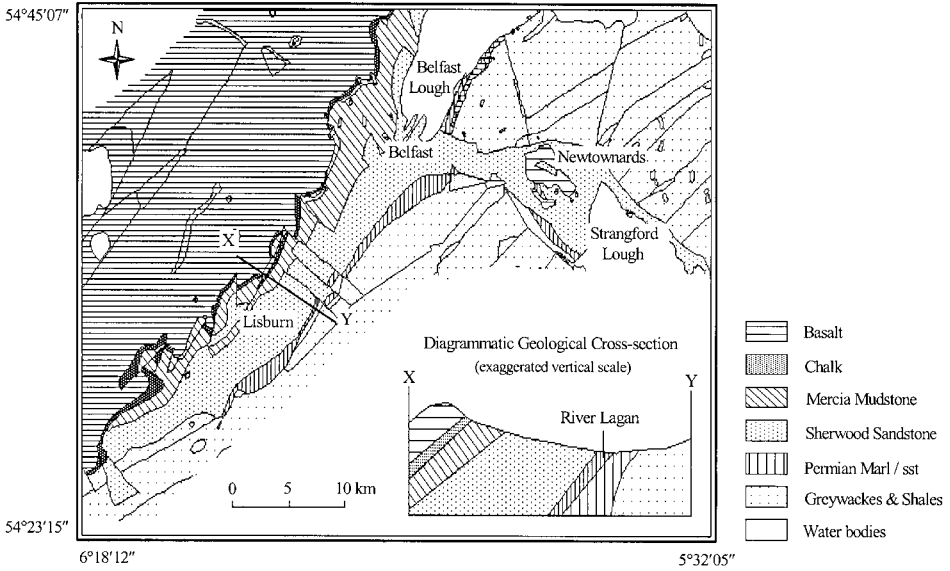 54°45'07"
N
Belfast
Lough
Belfast
Newtownards
X
Strangford
Lough
Lisburn
Y
Diagrammatic Geological Cross-section
(exaggerated vertical scale)
X
Y
River Lagan
0 5 10 km
Basalt
Chalk
Mercia Mudstone
Sherwood Sandstone
Permian Marl / sst
Greywackes & Shales
Water bodies
54°23'15"
6°18'12"
5°32'05"